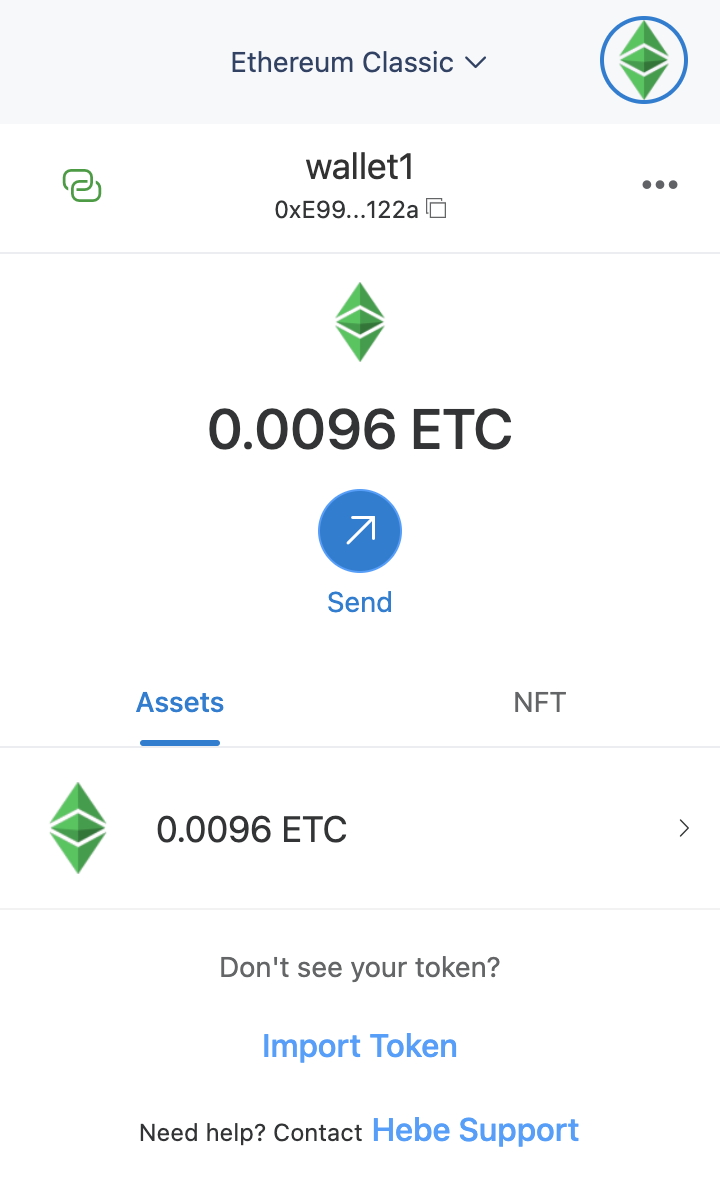 Ethereum Classic
wallet1
0xE99...122a
0.0096 ETC
Send
Assets
NFT
0.0096 ETC
Don't see your token?
Import Token
Need help? Contact Hebe Support